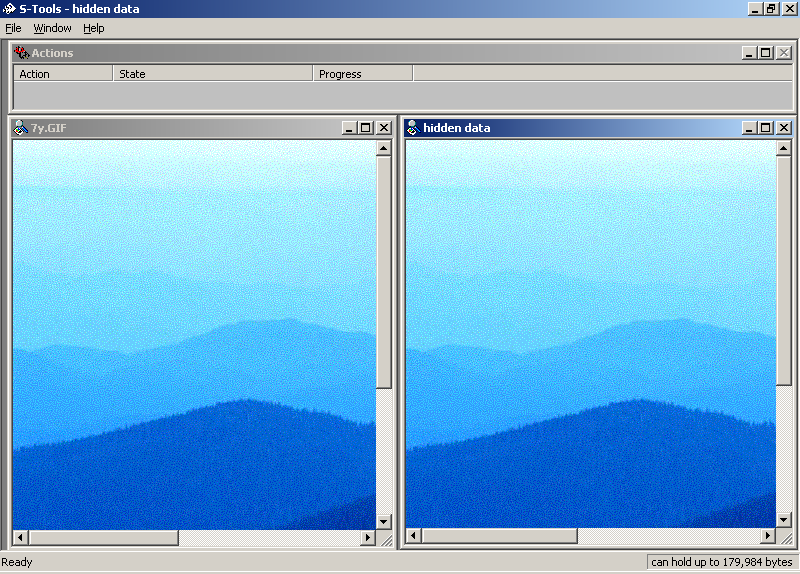 S-Tools - hidden data
File Window Help
Actions
Action State Progress
7y.GIF
hidden data
Ready
can hold up to 179,984 bytes